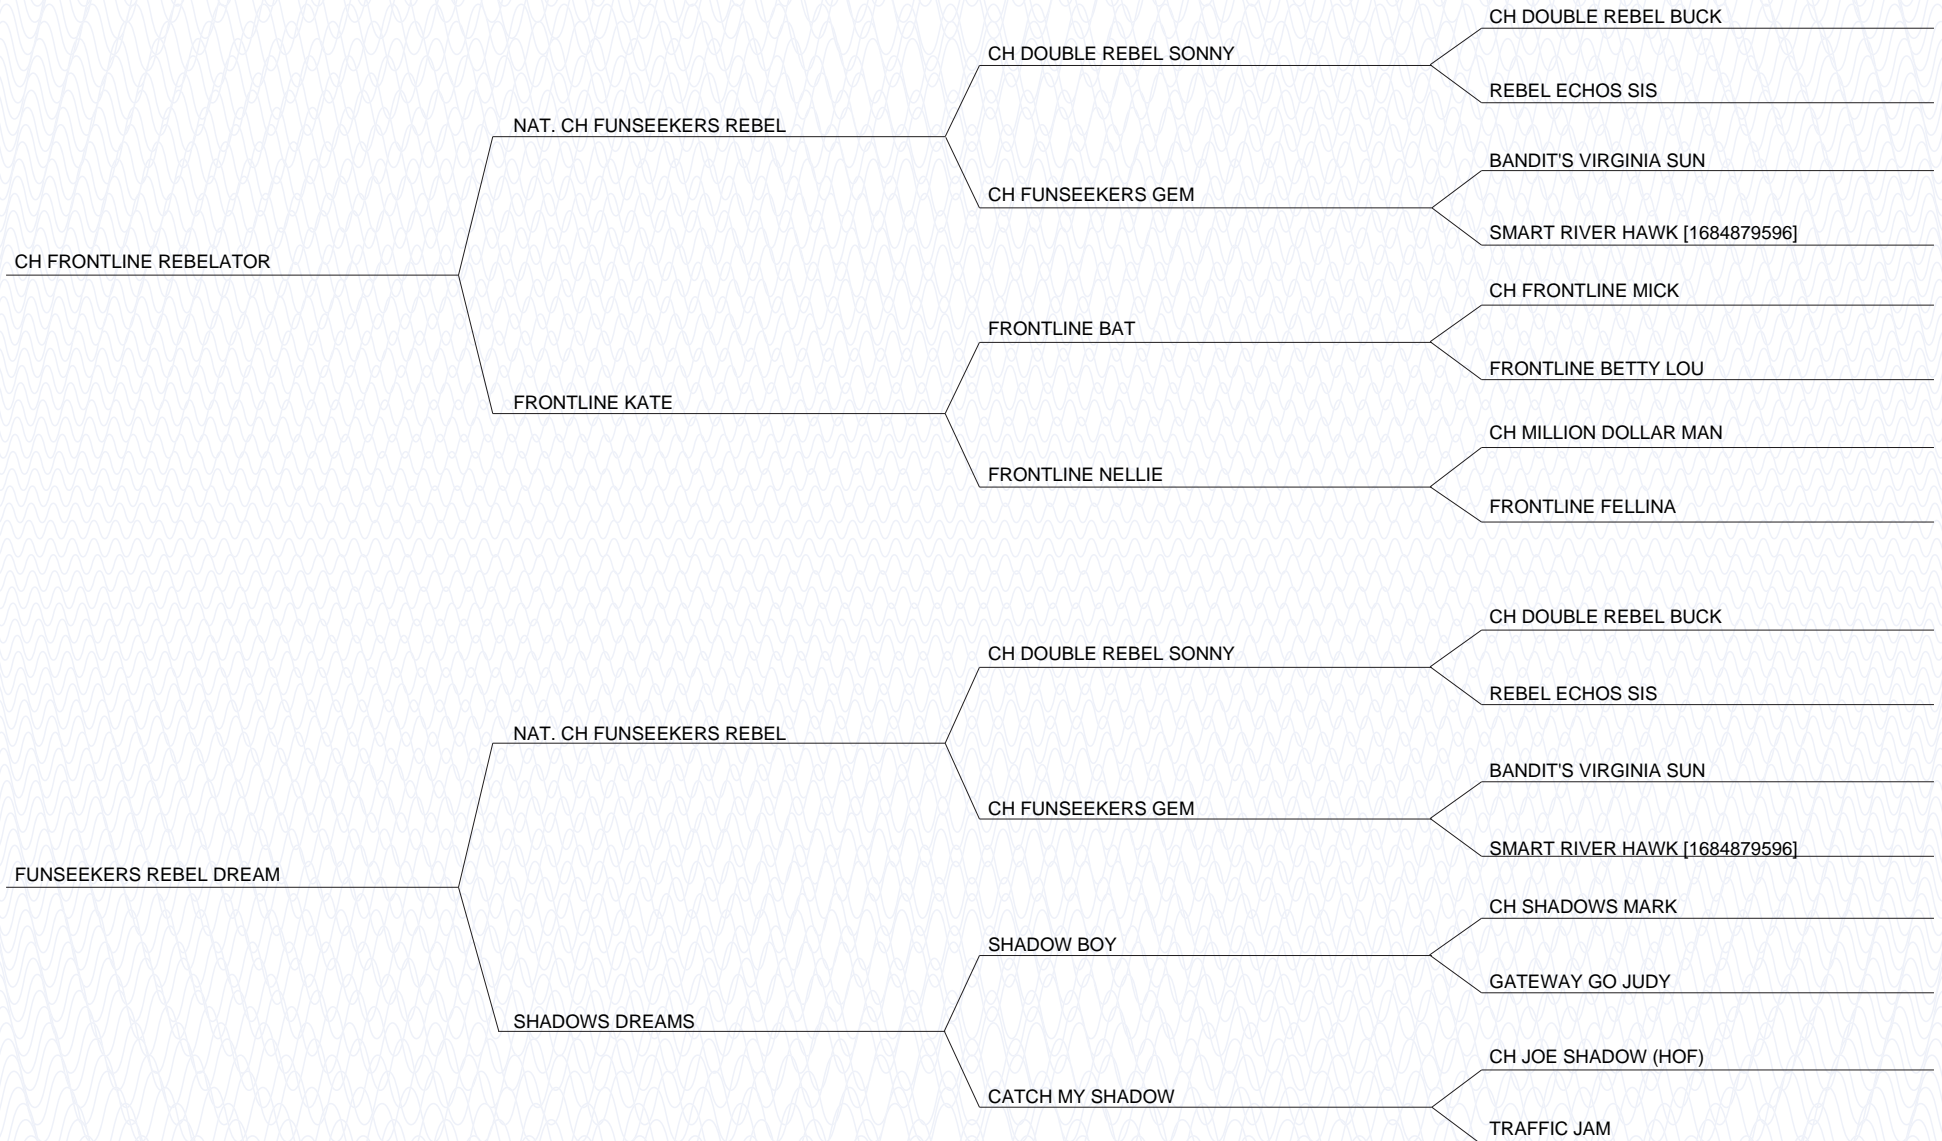 CH DOUBLE REBEL BUCK
CH DOUBLE REBEL SONNY
REBEL ECHOS SIS
NAT. CH FUNSEEKERS REBEL
BANDIT'S VIRGINIA SUN
CH FUNSEEKERS GEM
SMART RIVER HAWK [1684879596]
CH FRONTLINE REBELATOR
CH FRONTLINE MICK
FRONTLINE BAT
FRONTLINE BETTY LOU
FRONTLINE KATE
CH MILLION DOLLAR MAN
FRONTLINE NELLIE
FRONTLINE FELLINA
CH DOUBLE REBEL BUCK
CH DOUBLE REBEL SONNY
REBEL ECHOS SIS
NAT. CH FUNSEEKERS REBEL
BANDIT'S VIRGINIA SUN
CH FUNSEEKERS GEM
SMART RIVER HAWK [1684879596]
FUNSEEKERS REBEL DREAM
CH SHADOWS MARK
SHADOW BOY
GATEWAY GO JUDY
SHADOWS DREAMS
CH JOE SHADOW (HOF)
CATCH MY SHADOW
TRAFFIC JAM